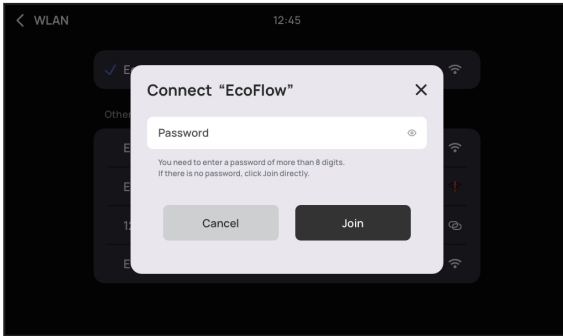 WLAN
12:45
Connect “EcoFlow”
Other
Password
You need to enter a password of more than 8 digits.
If there is no password, click Join directly.
Cancel
Join